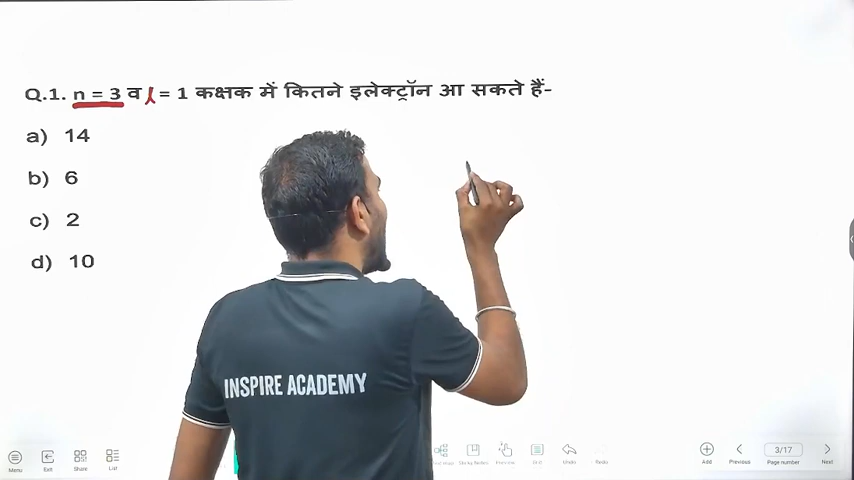 Q.1. n = 3 व l = 1 कक्षक में कितने इलेक्ट्रॉन आ सकते हैं-
a) 14
b) 6
c) 2
d) 10
INSPIRE ACADEMY
Menu
Exit
Share
List
Undo
Redo
Add
Previous
3/17
Page number
Next